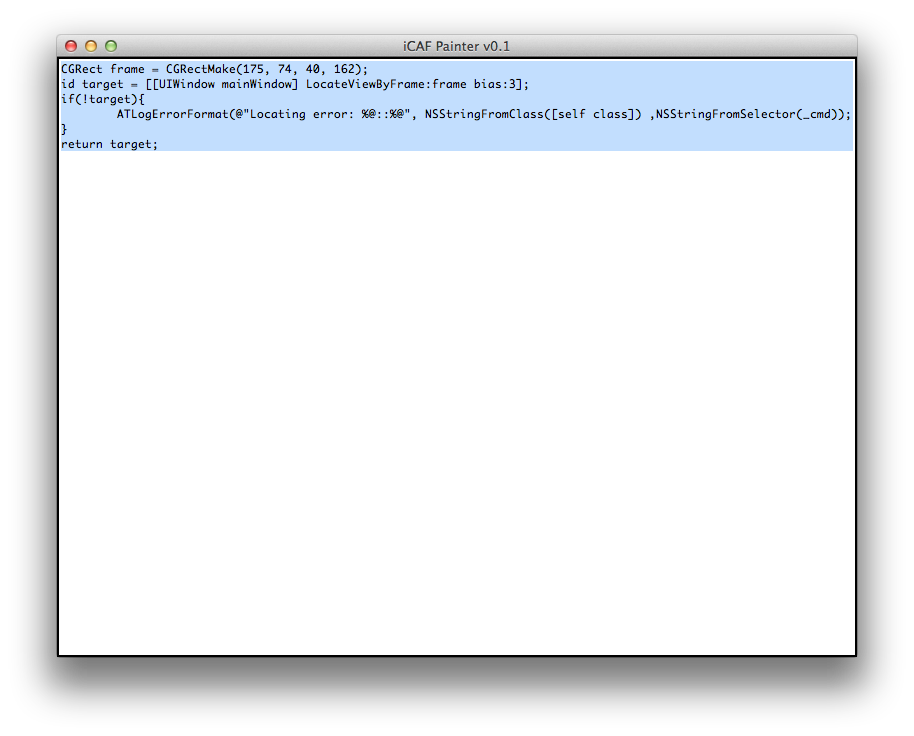 iCAF Painter v0.1
CGRect frame = CGRectMake(175, 74, 40, 162);
id target = [[UIWindow mainWindow] LocateViewByFrame:frame bias:3];
if(!target){
        ATLogErrorFormat(@"Locating error: %@::%@", NSStringFromClass([self class]) ,NSStringFromSelector(_cmd));
}
return target;